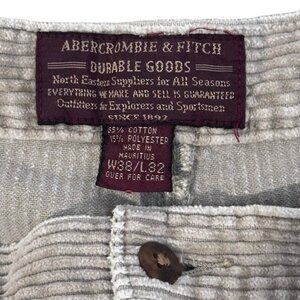 ABERCROMBIE & FITCH
DURABLE GOODS
North Eastern Suppliers for All Seasons
EVERYTHING WE MAKE AND SELL IS GUARANTEED
Outfitters for Explorers and Sportsmen
SINCE 1892
85% COTTON
15% POLYESTER
MADE IN
MAURITIUS
W38/L32
OVER FOR CARE